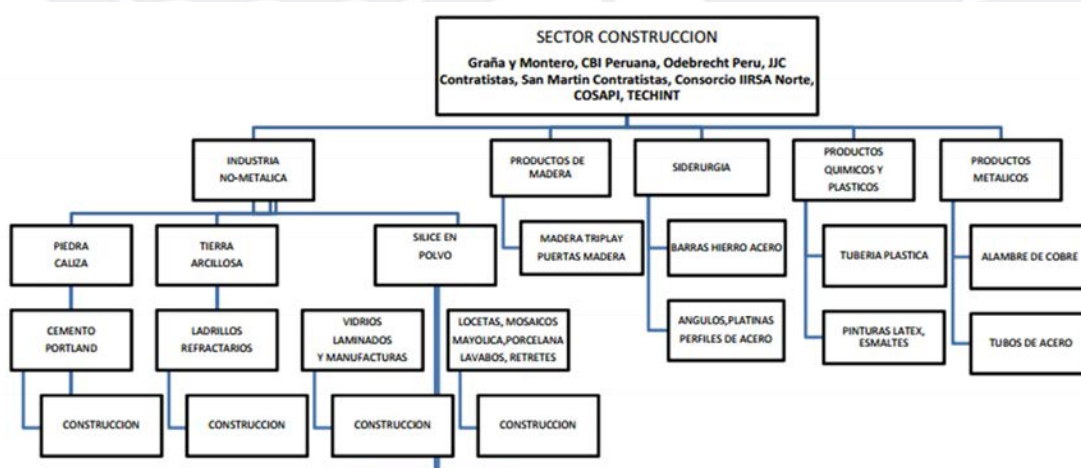 SECTOR CONSTRUCCION
Graña y Montero, CBI Peruana, Odebrecht Peru, JJC
Contratistas, San Martin Contratistas, Consorcio IIRSA Norte,
COSAPI, TECHINT
INDUSTRIA
NO-METALICA
PRODUCTOS DE
MADERA
SIDERURGIA
PRODUCTOS
QUIMICOS Y
PLASTICOS
PRODUCTOS
METALICOS
PIEDRA
CALIZA
TIERRA
ARCILLOSA
SILICE EN
POLVO
MADERA TRIPLAY
PUERTAS MADERA
BARRAS HIERRO ACERO
TUBERIA PLASTICA
ALAMBRE DE COBRE
CEMENTO
PORTLAND
LADRILLOS
REFRACTARIOS
VIDRIOS
LAMINADOS
Y MANUFACTURAS
LOCETAS, MOSAICOS
MAYOLICA,PORCELANA
LAVABOS, RETRETES
ANGULOS,PLATINAS
PERFILES DE ACERO
PINTURAS LATEX,
ESMALTES
TUBOS DE ACERO
CONSTRUCCION
CONSTRUCCION
CONSTRUCCION
CONSTRUCCION